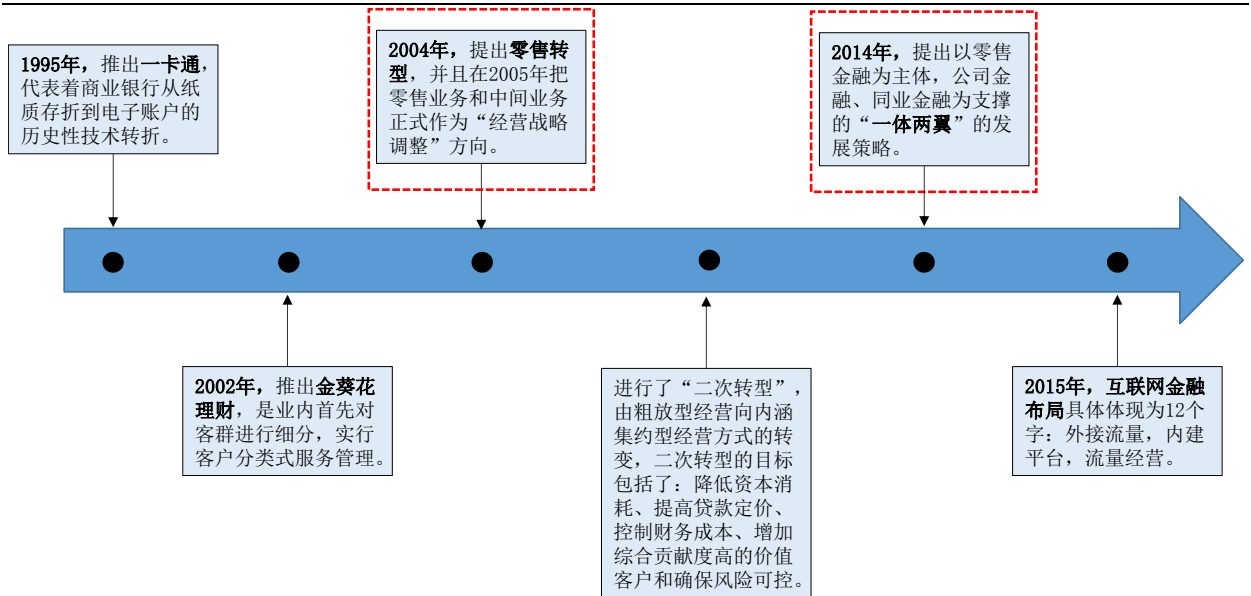 1995年，推出一卡通，
代表着商业银行从纸
质存折到电子账户的
历史性技术转折。
2004年，提出零售转
型，并且在2005年把
零售业务和中间业务
正式作为“经营战略
调整”方向。
2014年，提出以零售
金融为主体，公司金
融、同业金融为支撑
的“一体两翼”的发
展策略。
2002年，推出金葵花
理财，是业内首先对
客群进行细分，实行
客户分类式服务管理。
进行了“二次转型”，
由粗放型经营向内涵
集约型经营方式的转
变，二次转型的目标
包括了：降低资本消
耗、提高贷款定价、
控制财务成本、增加
综合贡献度高的价值
客户和确保风险可控。
2015年，互联网金融
布局具体体现为12个
字：外接流量，内建
平台，流量经营。